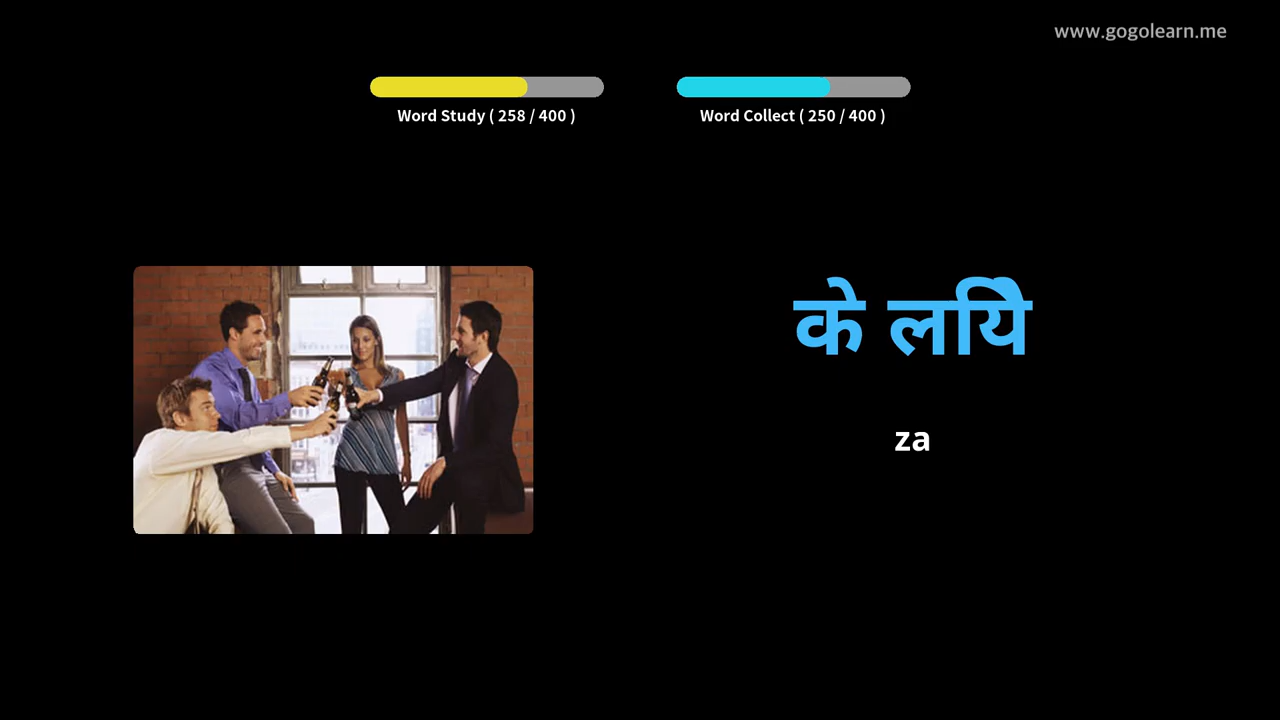 www.gogolearn.me
Word Study ( 258 / 400 )
Word Collect ( 250 / 400 )
के लयिे
za